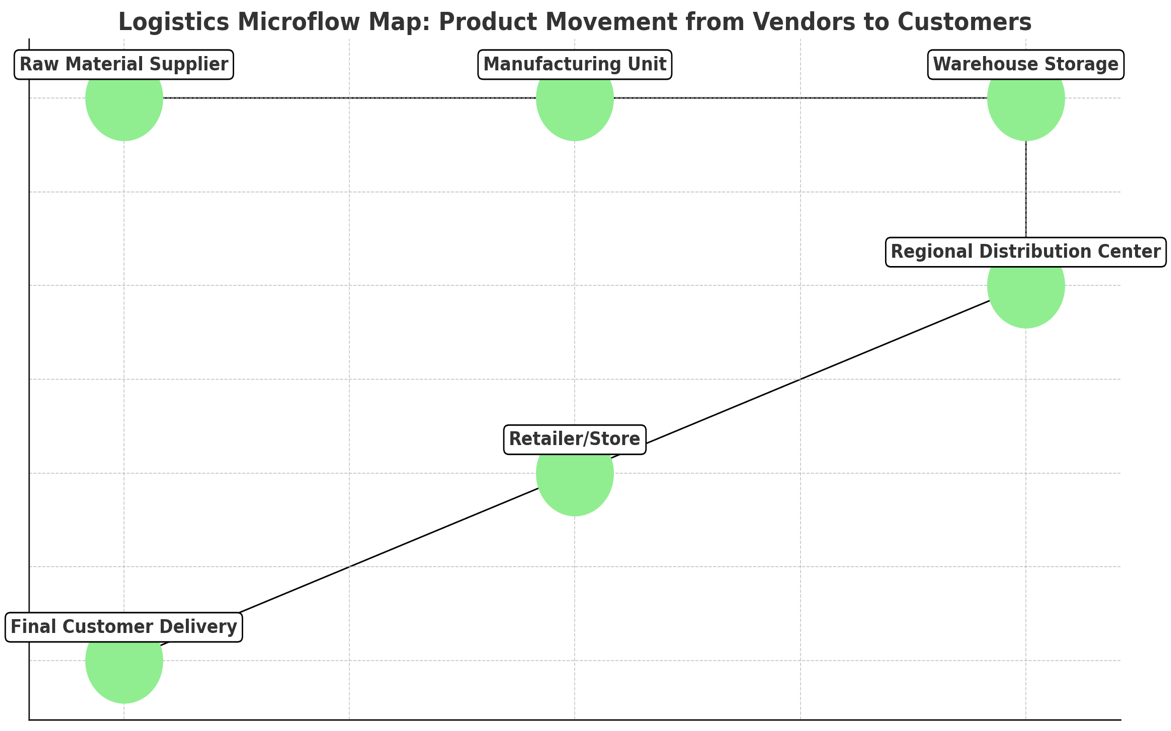 Logistics Microflow Map: Product Movement from Vendors to Customers
Raw Material Supplier
Manufacturing Unit
Warehouse Storage
Regional Distribution Center
Retailer/Store
Final Customer Delivery